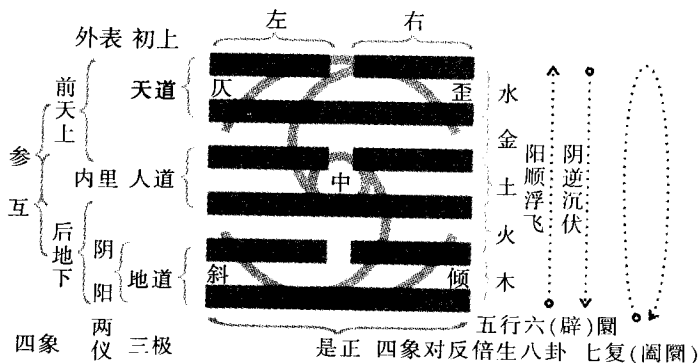 左 右
外表 初上
前天上
天道
仄 歪
水
参
金
内里 人道
中
土
阳顺浮飞
阴逆沉伏
互
火
后地下
阴
阳
地道
斜 倾
木
五行六(辟)阛
四象 两仪 三极 是正 四象对反倍生八卦 七复(阖阛)